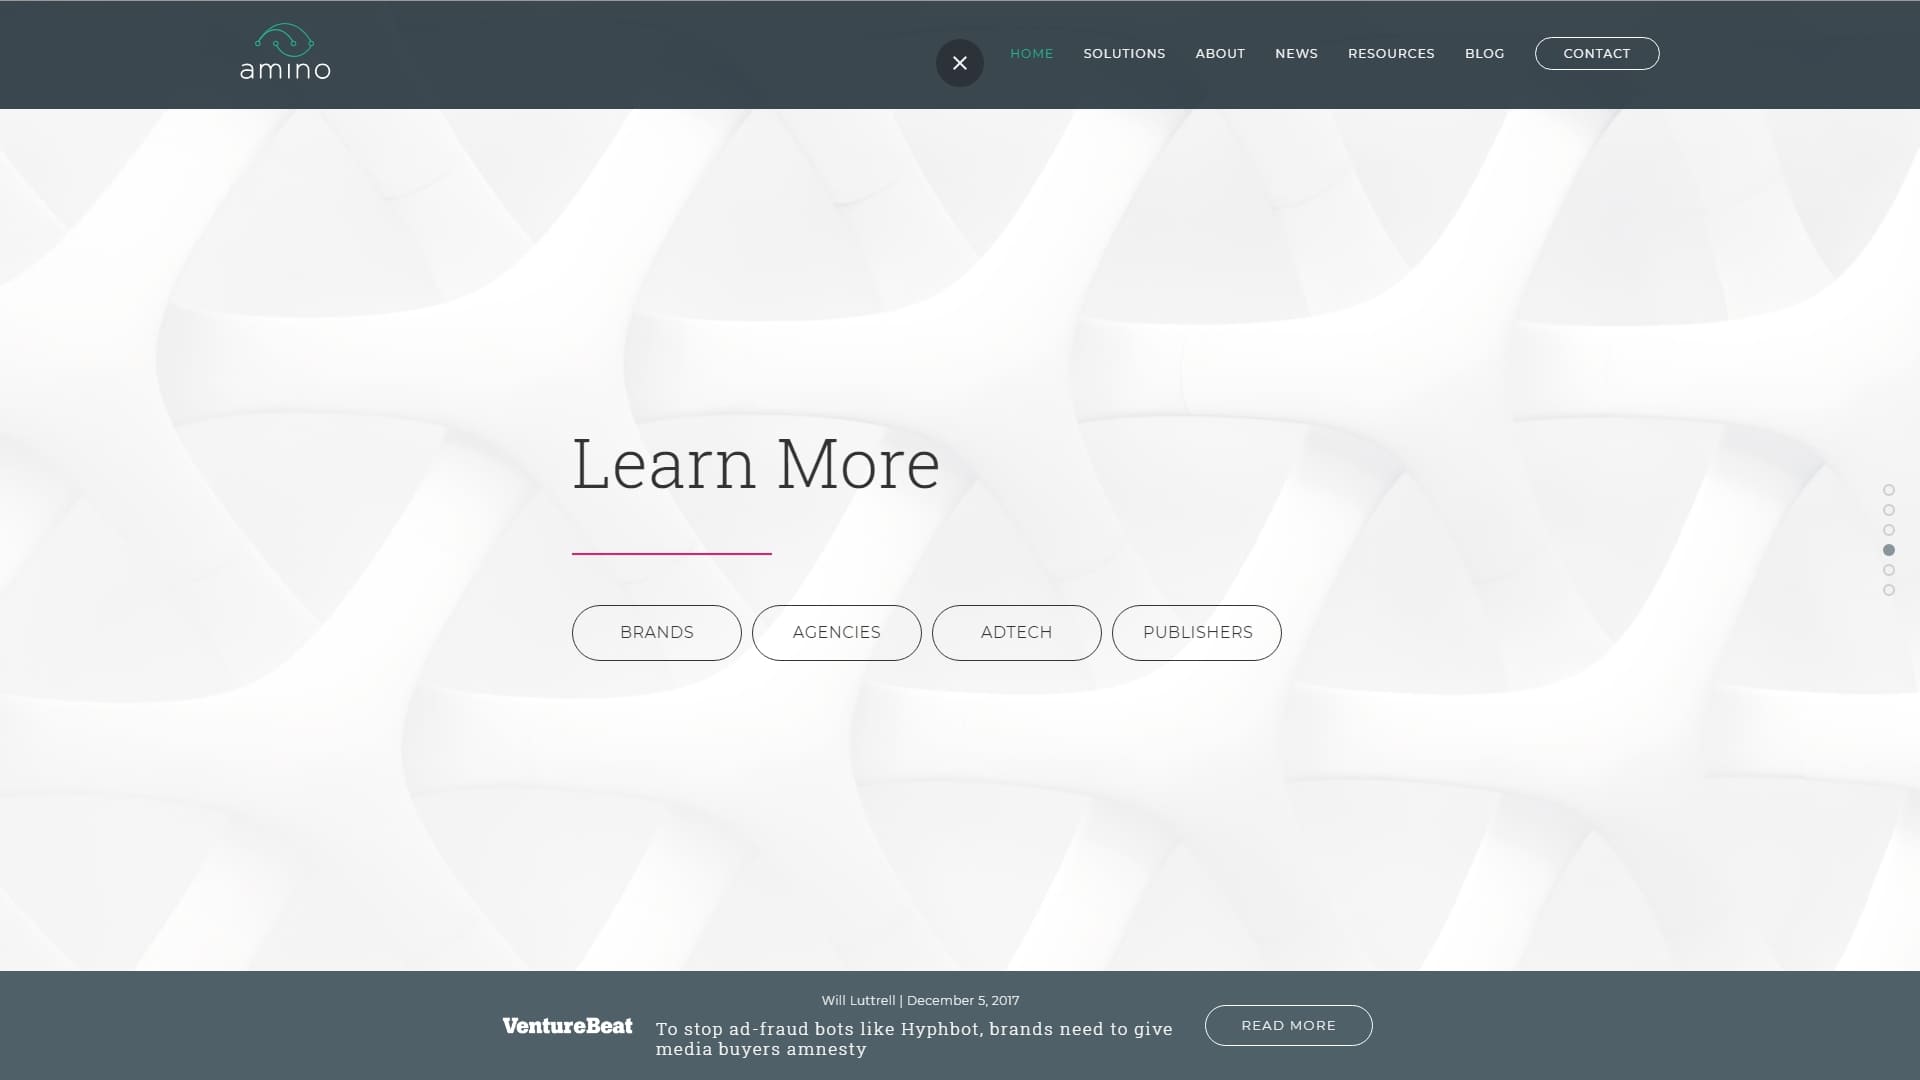 amino
HOME SOLUTIONS ABOUT NEWS RESOURCES BLOG CONTACT
Learn More
BRANDS AGENCIES ADTECH PUBLISHERS
Will Luttrell | December 5, 2017
VentureBeat
To stop ad-fraud bots like Hyphbot, brands need to give
media buyers amnesty
READ MORE